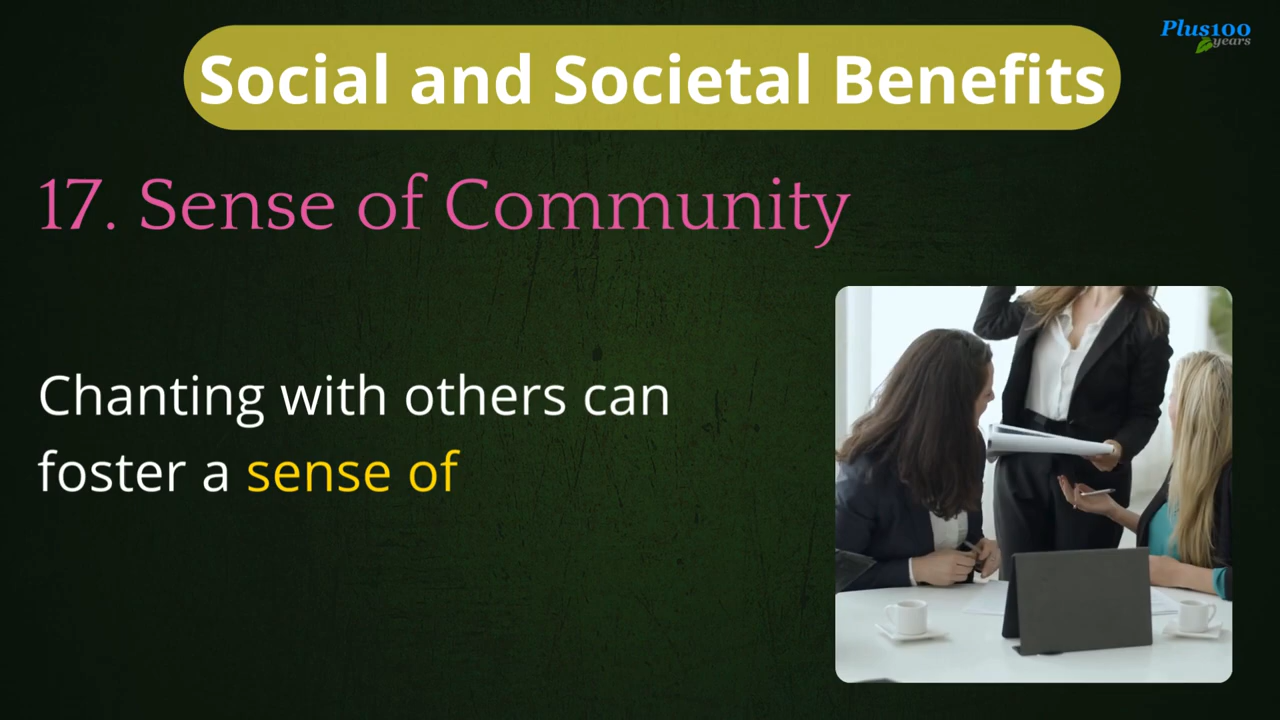 Plus100
years
Social and Societal Benefits
17. Sense of Community
Chanting with others can
foster a sense of